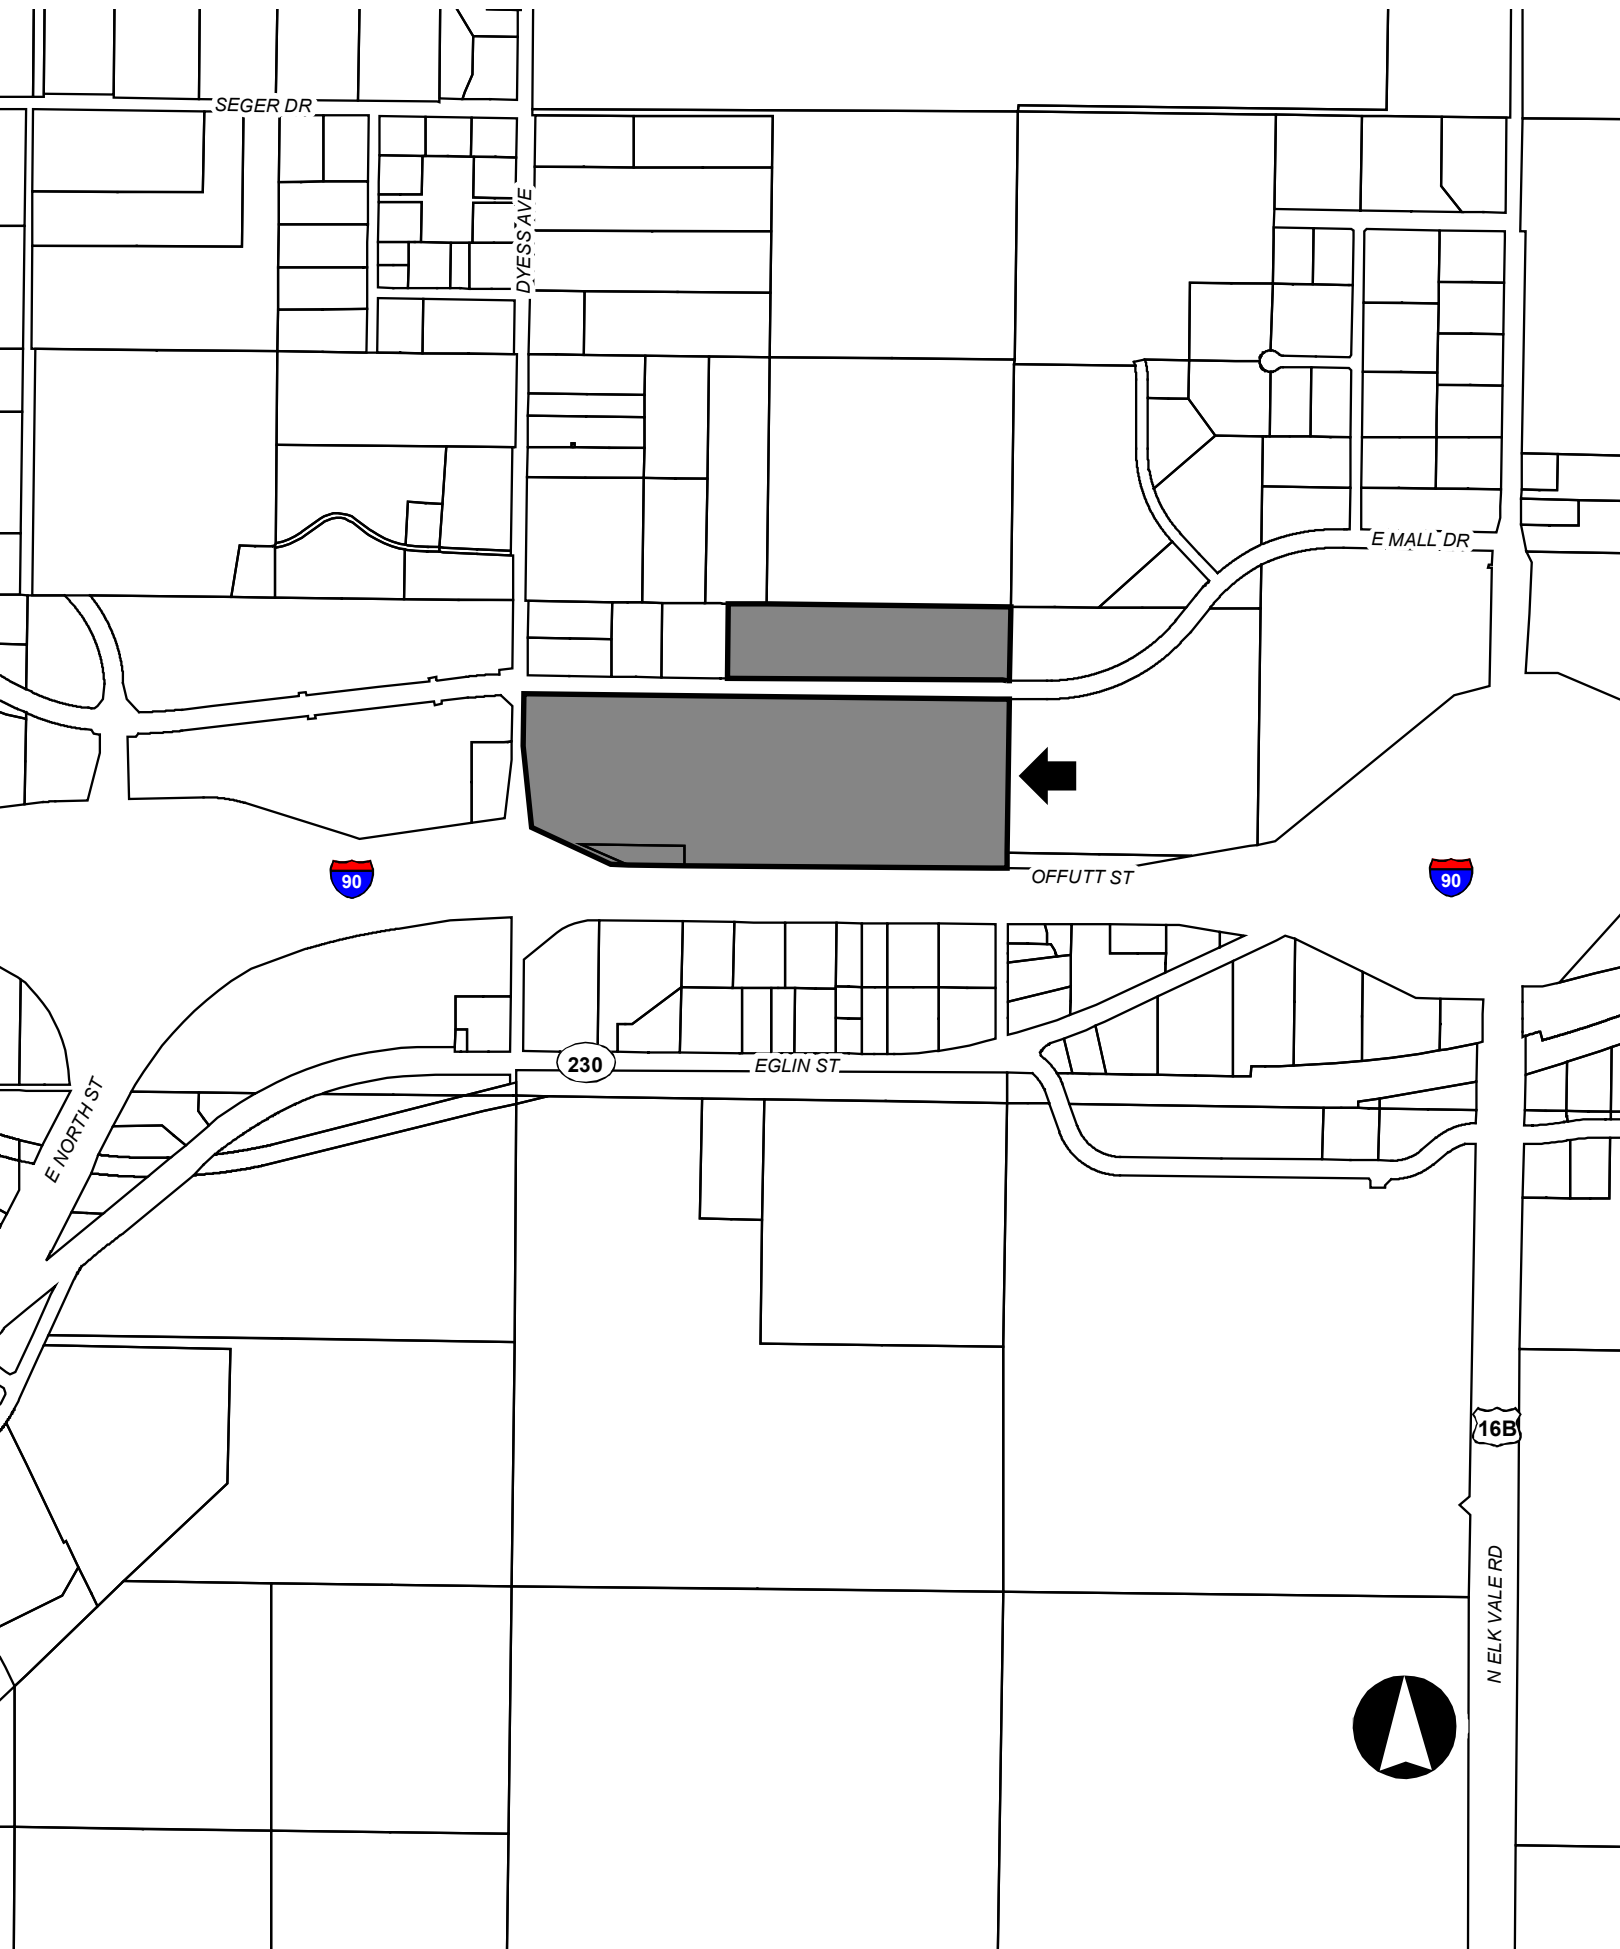 SEGER DR
DYESS AVE
E MALL DR
90
90
OFFUTT ST
230
EGLIN ST
E NORTH ST
16B
N ELK VALE RD